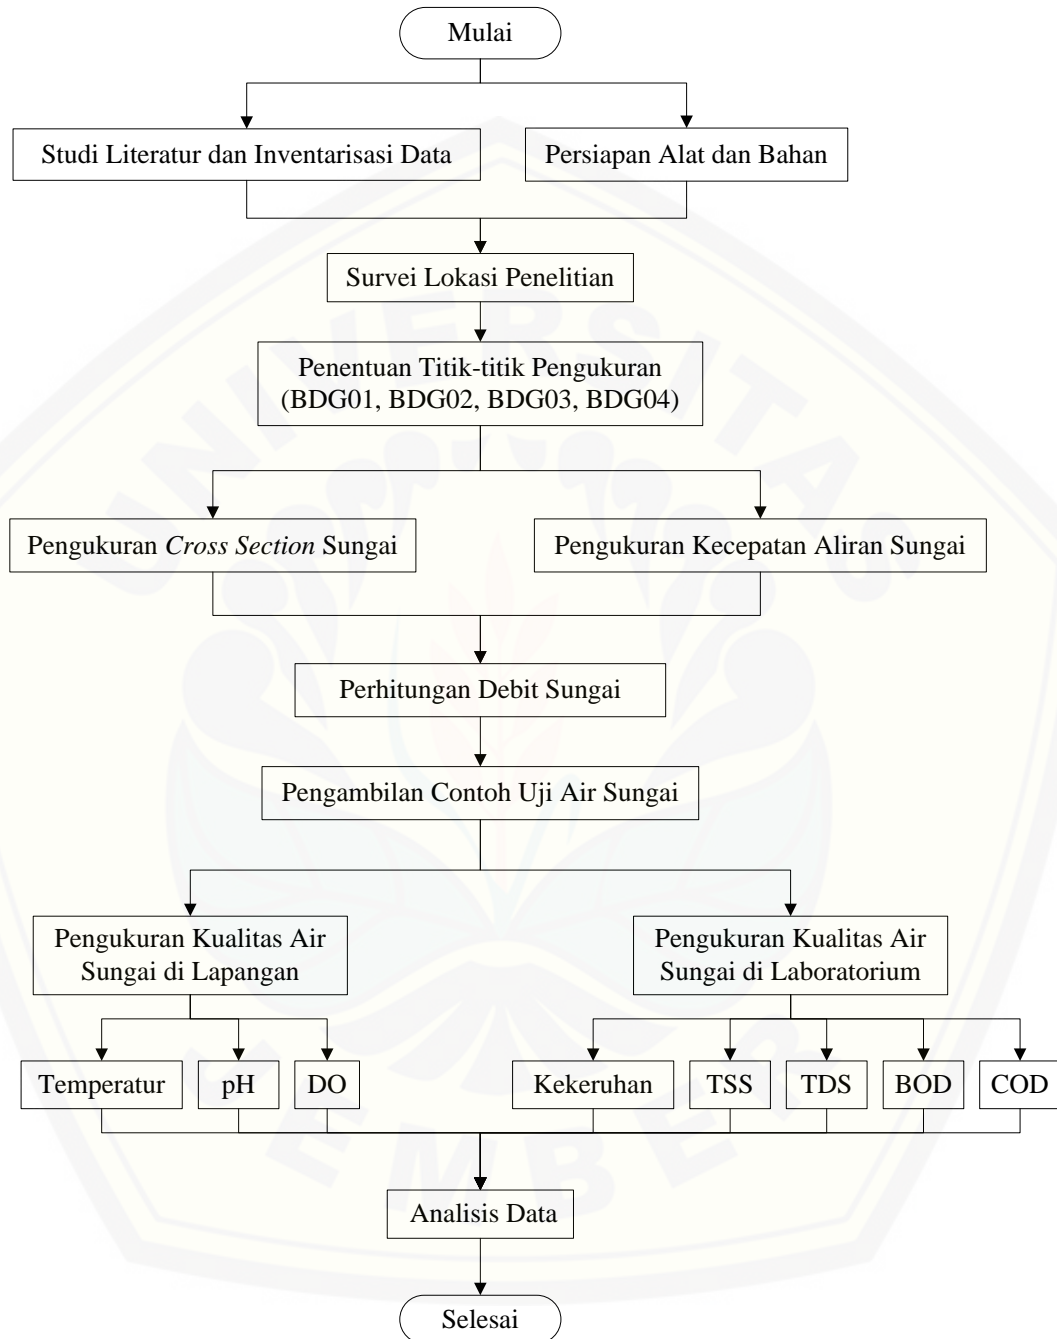 Mulai
Studi Literatur dan Inventarisasi Data
Persiapan Alat dan Bahan
Survei Lokasi Penelitian
Penentuan Titik-titik Pengukuran
(BDG01, BDG02, BDG03, BDG04)
Pengukuran Cross Section Sungai
Pengukuran Kecepatan Aliran Sungai
Perhitungan Debit Sungai
Pengambilan Contoh Uji Air Sungai
Pengukuran Kualitas Air
Sungai di Lapangan
Pengukuran Kualitas Air
Sungai di Laboratorium
Temperatur
pH
DO
Kekeruhan
TSS
TDS
BOD
COD
Analisis Data
Selesai
UNIVERSITAS
JEMBER